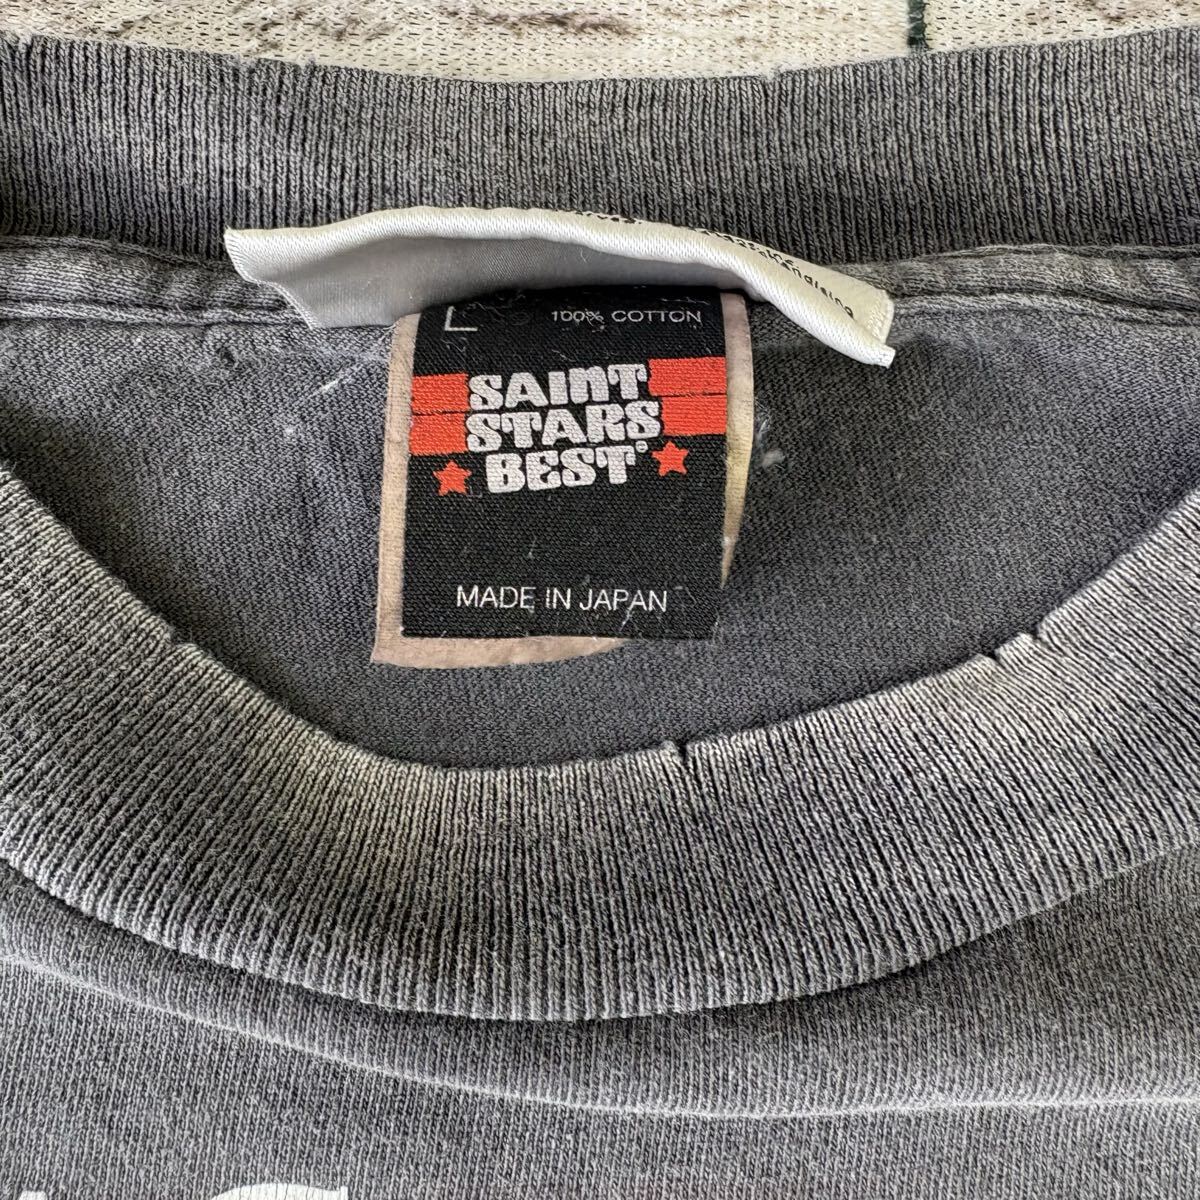 L 100% COTTON
SAINT
STARS
BEST
MADE IN JAPAN